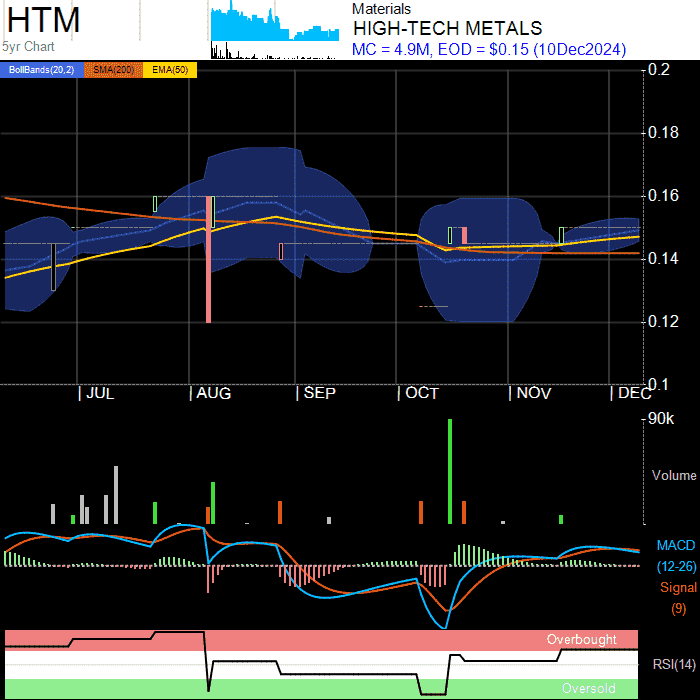 HTM
5yr Chart
Materials
HIGH-TECH METALS
MC = 4.9M, EOD = $0.15 (10Dec2024)
BollBands(20,2) SMA(200) EMA(50)
0.2
0.18
0.16
0.14
0.12
0.1
JUL AUG SEP OCT NOV DEC
90k
Volume
MACD
(12-26)
Signal
(9)
Overbought
RSI(14)
Oversold